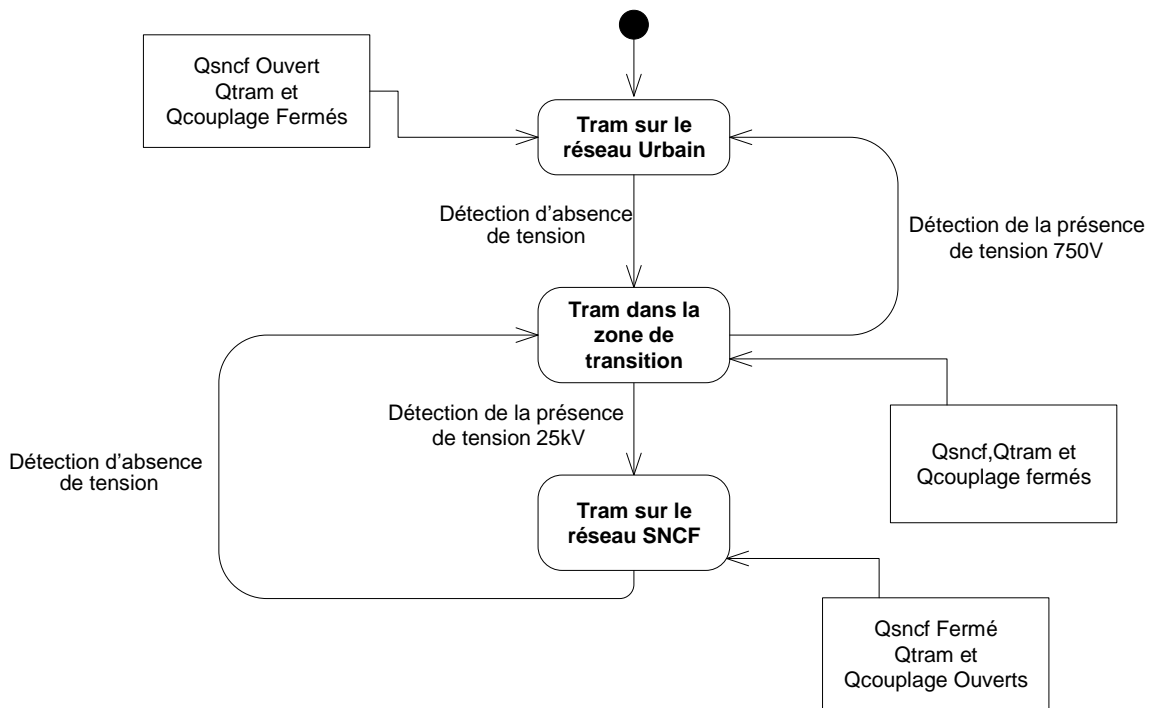 Qsncf Ouvert
Qtram et
Qcouplage Fermés
Tram sur le
réseau Urbain
Détection d'absence
de tension
Détection de la présence
de tension 750V
Tram dans la
zone de
transition
Détection de la présence
de tension 25kV
Qsncf,Qtram et
Qcouplage fermés
Détection d'absence
de tension
Tram sur le
réseau SNCF
Qsncf Fermé
Qtram et
Qcouplage Ouverts